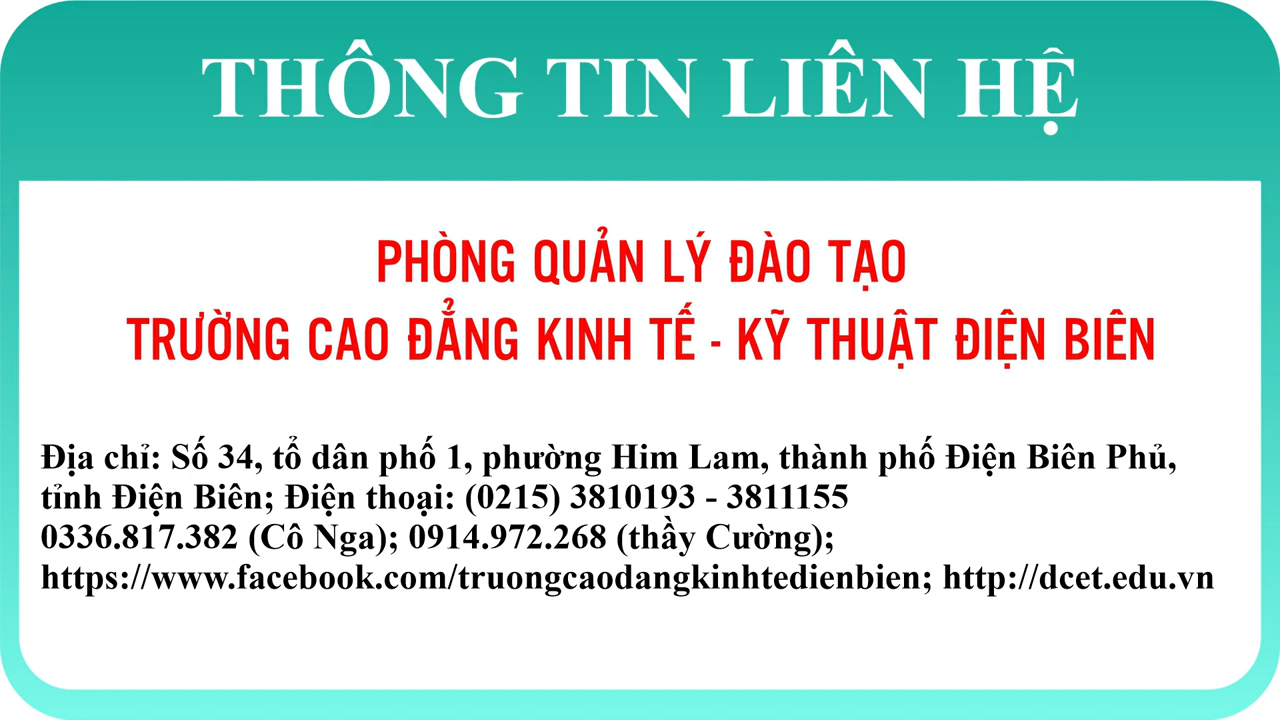 THÔNG TIN LIÊN HỆ
PHÒNG QUẢN LÝ ĐÀO TẠO
TRƯỜNG CAO ĐẲNG KINH TẾ - KỸ THUẬT ĐIỆN BIÊN
Địa chỉ: Số 34, tổ dân phố 1, phường Him Lam, thành phố Điện Biên Phủ,
tỉnh Điện Biên; Điện thoại: (0215) 3810193 - 3811155
0336.817.382 (Cô Nga); 0914.972.268 (thầy Cường);
https://www.facebook.com/truongcaodangkinhtedienbien; http://dcet.edu.vn